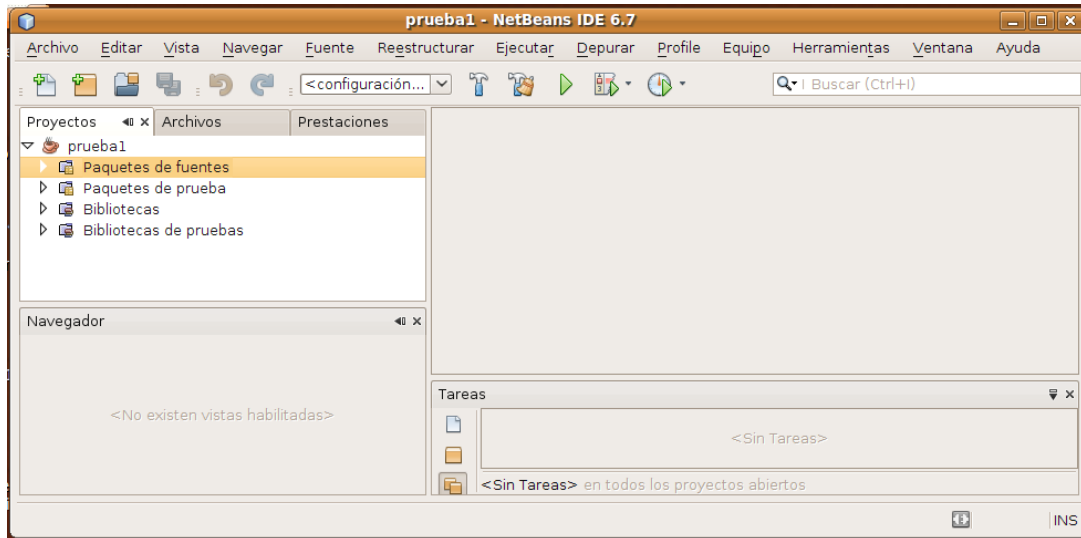 prueba1 - NetBeans IDE 6.7
Archivo Editar Vista Navegar Fuente Reestructurar Ejecutar Depurar Profile Equipo Herramientas Ventana Ayuda
<configuración... Buscar (Ctrl+I)
Proyectos Archivos Prestaciones
prueba1
Paquetes de fuentes
Paquetes de prueba
Bibliotecas
Bibliotecas de pruebas
Navegador
<No existen vistas habilitadas>
Tareas
<Sin Tareas>
<Sin Tareas> en todos los proyectos abiertos
INS